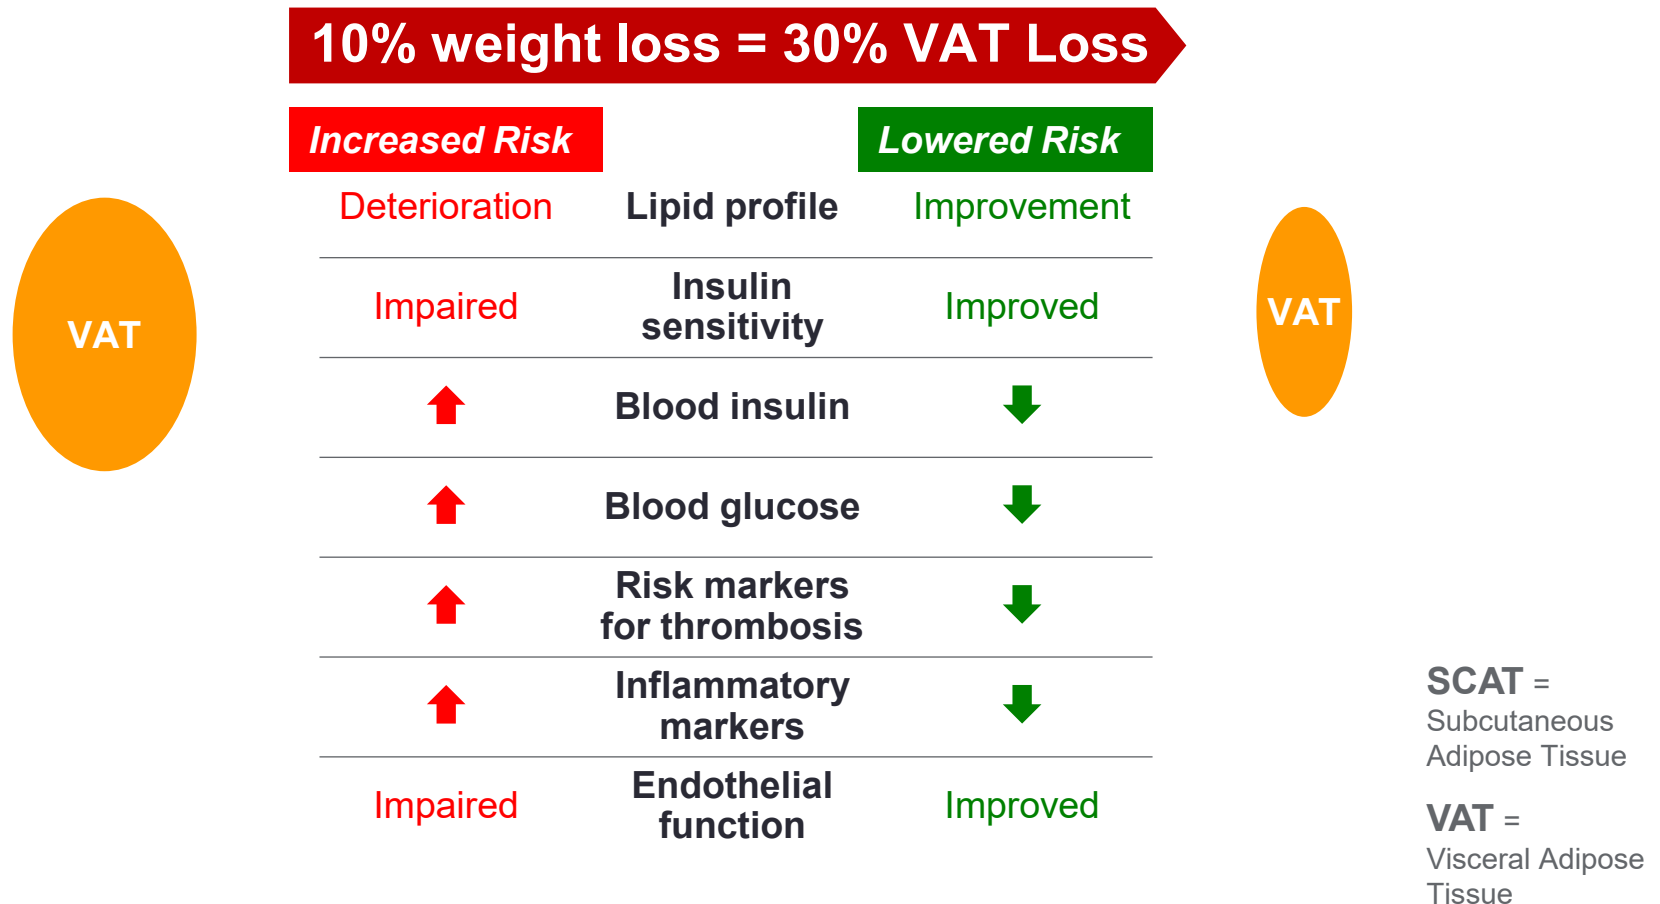 10% weight loss = 30% VAT Loss
Increased Risk
Lowered Risk
Deterioration
Lipid profile
Improvement
Impaired
Insulin
sensitivity
Improved
VAT
VAT
Blood insulin
Blood glucose
Risk markers
for thrombosis
Inflammatory
markers
Impaired
Endothelial
function
Improved
SCAT =
Subcutaneous
Adipose Tissue
VAT =
Visceral Adipose
Tissue